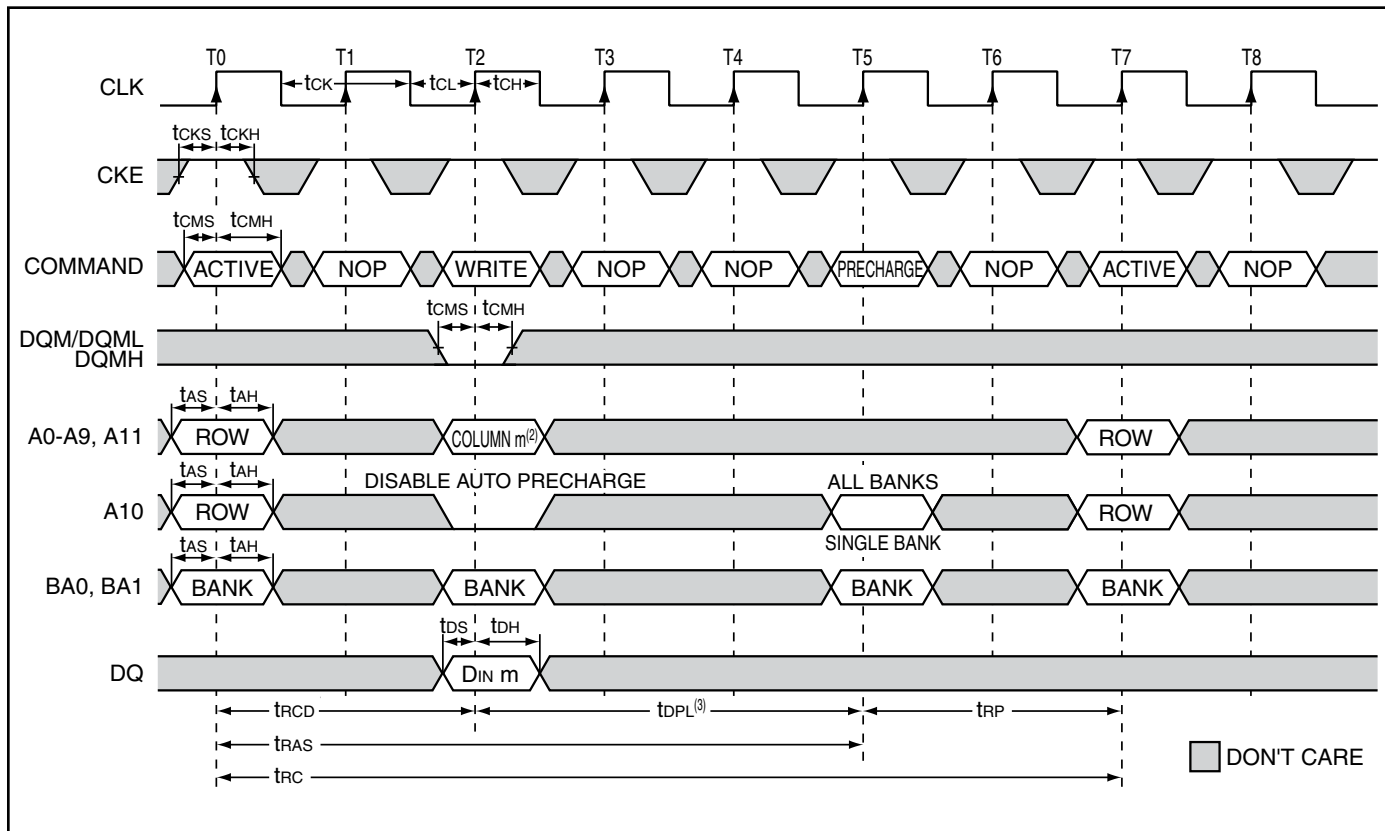 T0 T1 T2 T3 T4 T5 T6 T7 T8
CLK
tCK tCL tCH
tCKS tCKH
CKE
tCMS tCMH
COMMAND ACTIVE NOP WRITE NOP NOP PRECHARGE NOP ACTIVE NOP
tCMS tCMH
DQM/DQML
DQMH
tAS tAH
A0-A9, A11 ROW COLUMN m(2) ROW
tAS tAH DISABLE AUTO PRECHARGE ALL BANKS
A10 ROW ROW
tAS tAH SINGLE BANK
BA0, BA1 BANK BANK BANK BANK
tDS tDH
DQ DIN m
tRCD tDPL(3) tRP
tRAS
tRC
DON'T CARE